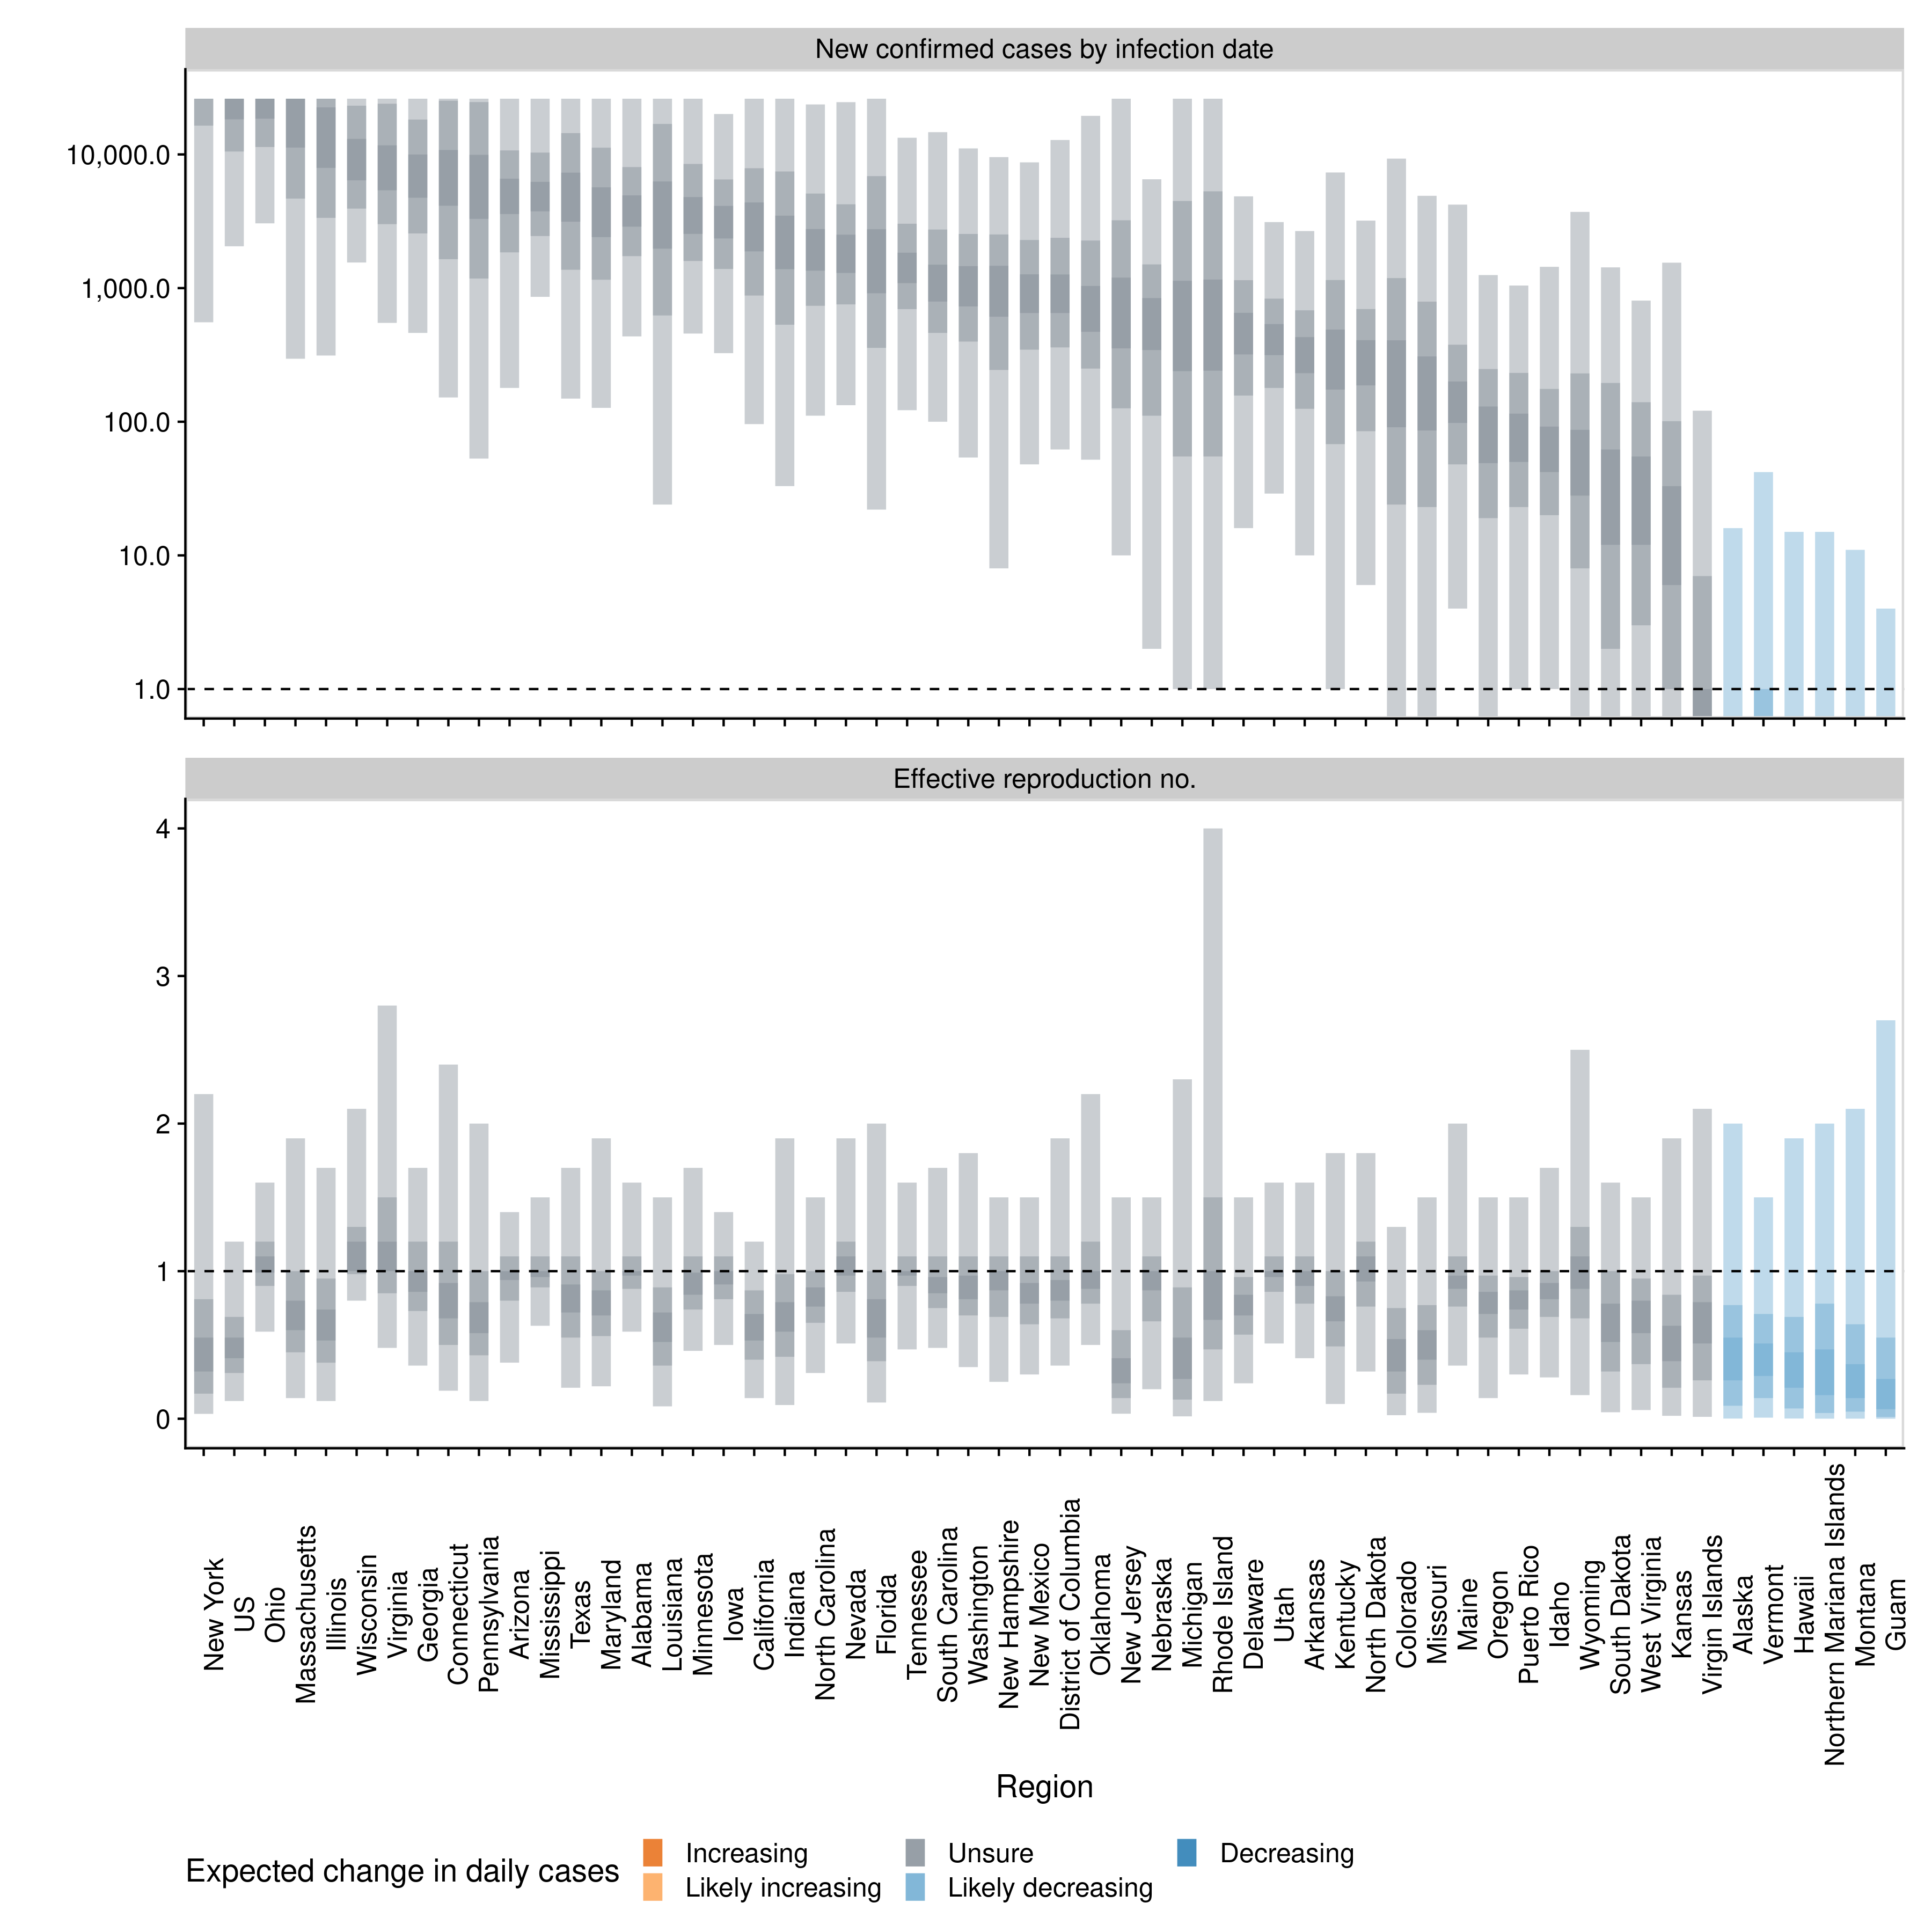 New confirmed cases by infection date
10,000.0
1,000.0
100.0
10.0
1.0
Effective reproduction no.
4
3
2
1
0
New York
US
Ohio
Massachusetts
Illinois
Wisconsin
Virginia
Georgia
Connecticut
Pennsylvania
Arizona
Mississippi
Texas
Maryland
Alabama
Louisiana
Minnesota
Iowa
California
Indiana
North Carolina
Nevada
Florida
Tennessee
South Carolina
Washington
New Hampshire
New Mexico
District of Columbia
Oklahoma
New Jersey
Nebraska
Michigan
Rhode Island
Delaware
Utah
Arkansas
Kentucky
North Dakota
Colorado
Missouri
Maine
Oregon
Puerto Rico
Idaho
Wyoming
South Dakota
West Virginia
Kansas
Virgin Islands
Alaska
Vermont
Hawaii
Northern Mariana Islands
Montana
Guam
Region
Expected change in daily cases
Increasing
Likely increasing
Unsure
Likely decreasing
Decreasing